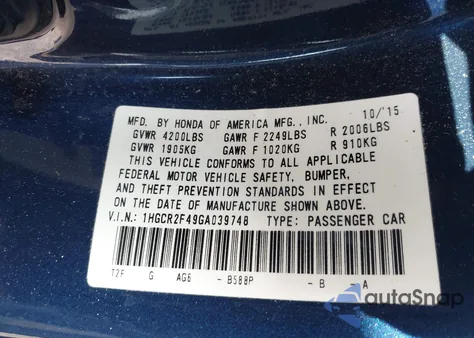 MFD. BY HONDA OF AMERICA MFG., INC. 10/'15
GVWR 4200LBS GAWR F 2249LBS R 2006LBS
GVWR 1905KG GAWR F 1020KG R 910KG
THIS VEHICLE CONFORMS TO ALL APPLICABLE
FEDERAL MOTOR VEHICLE SAFETY, BUMPER,
AND THEFT PREVENTION STANDARDS IN EFFECT
ON THE DATE OF MANUFACTURE SHOWN ABOVE.
V.I.N.: 1HGCR2F49GA039748 TYPE: PASSENGER CAR
T2F G AG6 -B588P -B A
autoSnap